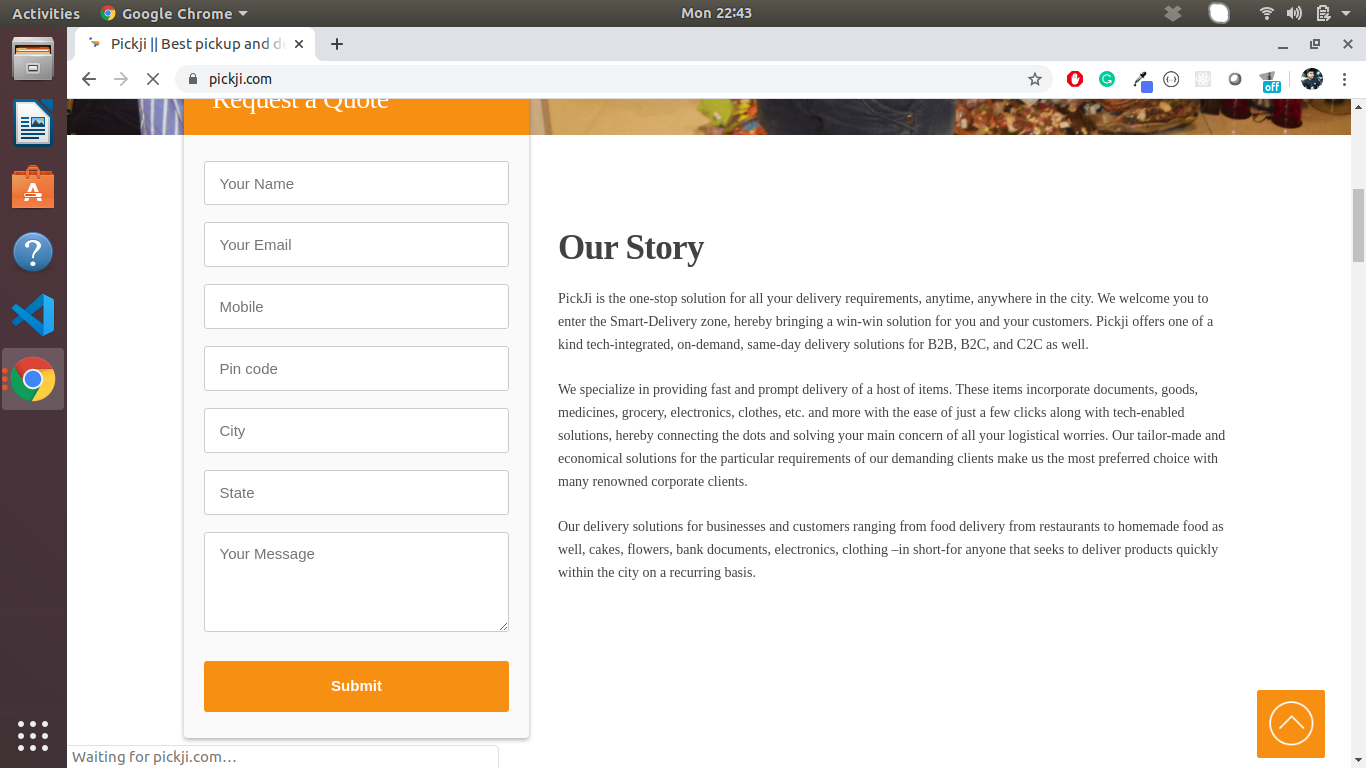 Activities Google Chrome Mon 22:43
Pickji || Best pickup and d
pickji.com
off
Request a Quote
Your Name
Your Email
Mobile
Pin code
City
State
Your Message
Submit
Our Story
PickJi is the one-stop solution for all your delivery requirements, anytime, anywhere in the city. We welcome you to
enter the Smart-Delivery zone, hereby bringing a win-win solution for you and your customers. Pickji offers one of a
kind tech-integrated, on-demand, same-day delivery solutions for B2B, B2C, and C2C as well.
We specialize in providing fast and prompt delivery of a host of items. These items incorporate documents, goods,
medicines, grocery, electronics, clothes, etc. and more with the ease of just a few clicks along with tech-enabled
solutions, hereby connecting the dots and solving your main concern of all your logistical worries. Our tailor-made and
economical solutions for the particular requirements of our demanding clients make us the most preferred choice with
many renowned corporate clients.
Our delivery solutions for businesses and customers ranging from food delivery from restaurants to homemade food as
well, cakes, flowers, bank documents, electronics, clothing –in short-for anyone that seeks to deliver products quickly
within the city on a recurring basis.
Waiting for pickji.com…